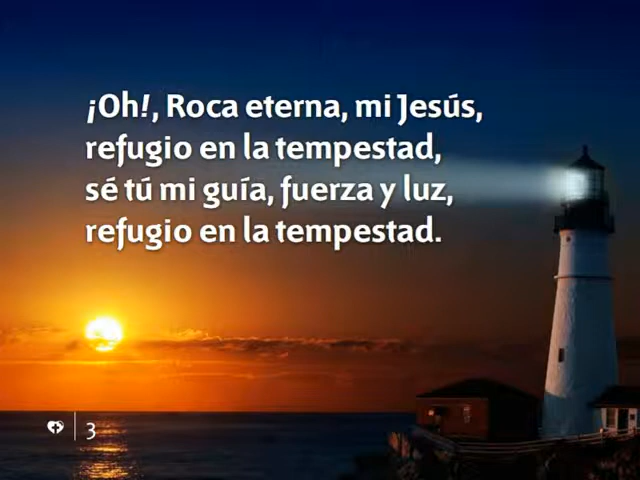 ¡Oh!, Roca eterna, mi Jesús,
refugio en la tempestad,
sé tú mi guía, fuerza y luz,
refugio en la tempestad.
3